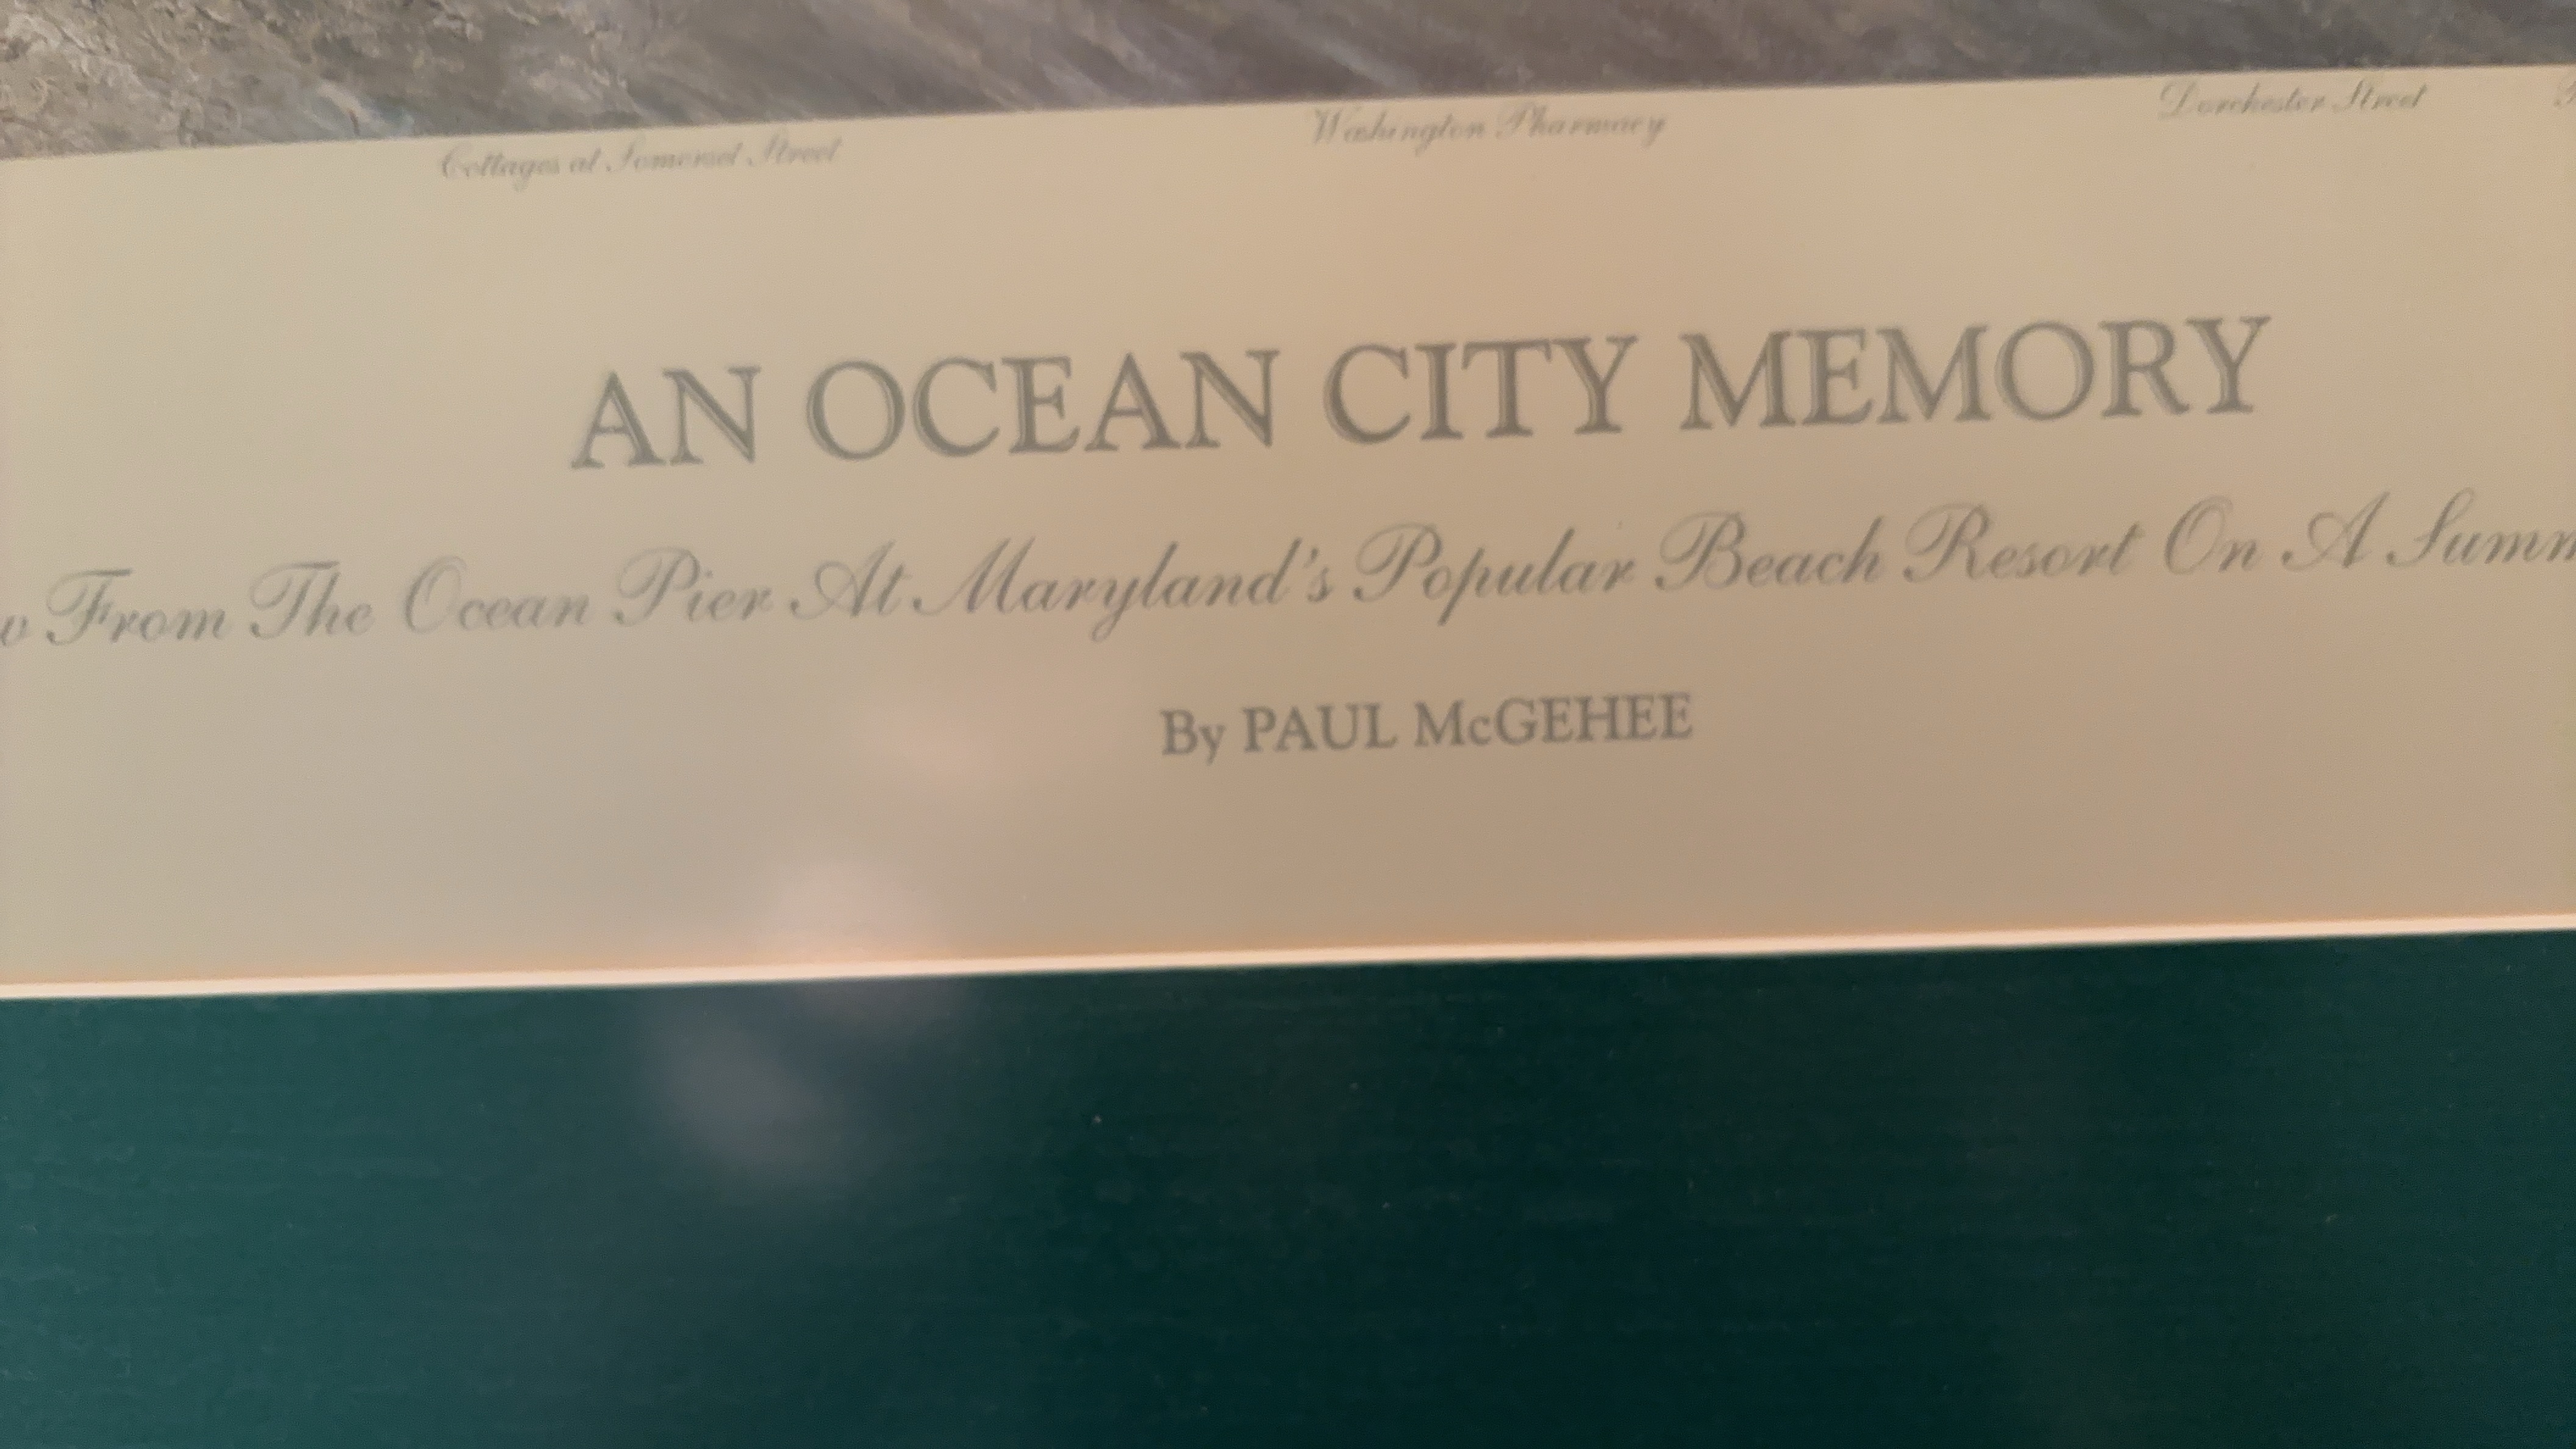 Cottages at Somerset Street Washington Pharmacy Dorchester Street
AN OCEAN CITY MEMORY
From The Ocean Pier At Maryland's Popular Beach Resort On A
By PAUL McGEHEE